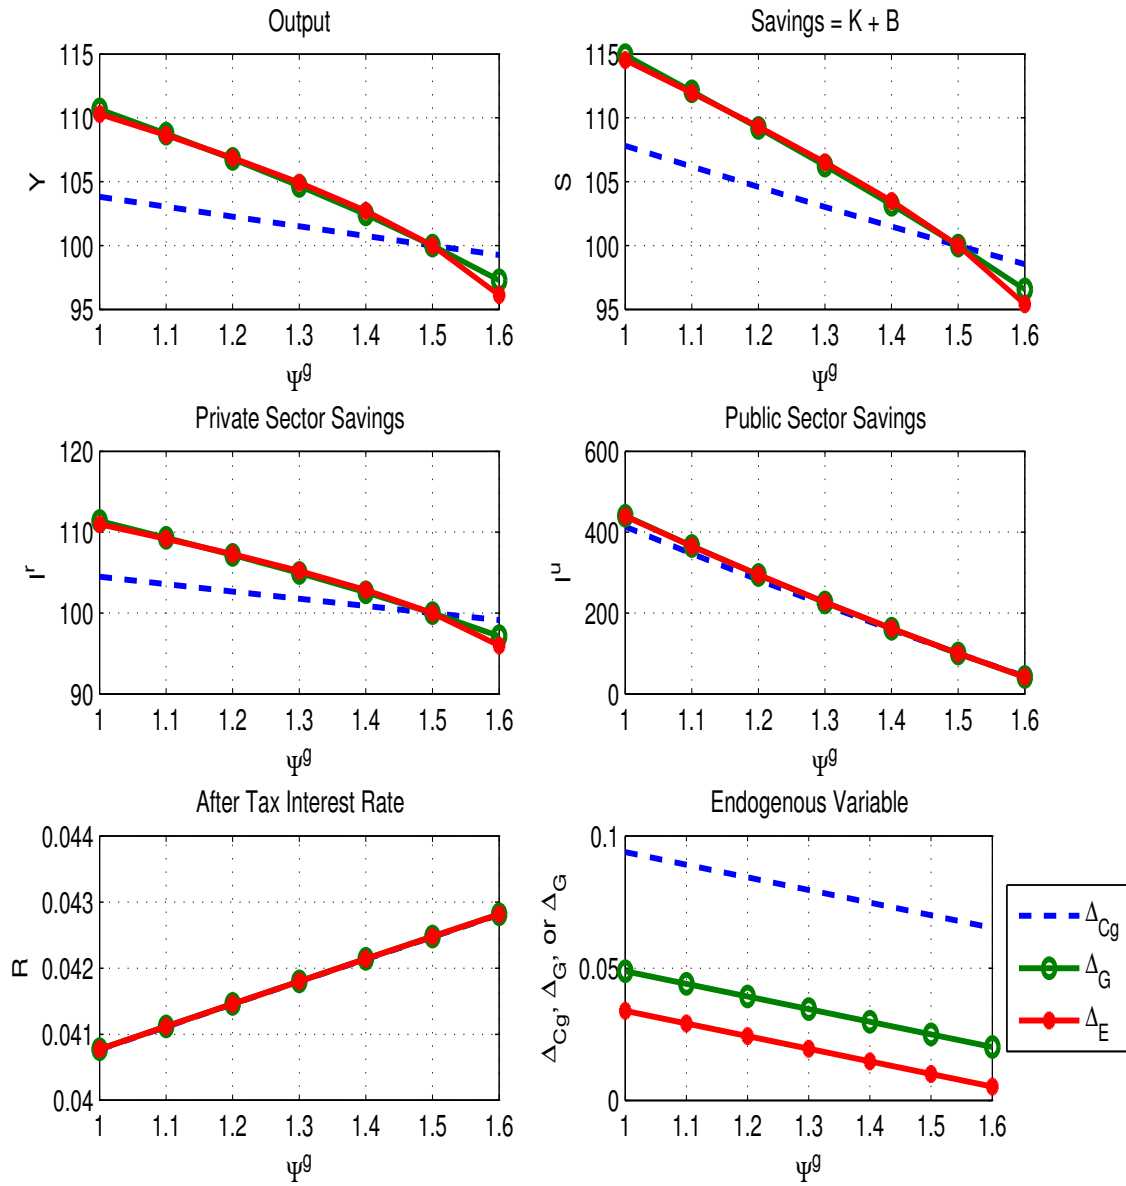 Output
115
110
105
100
95
Y
1 1.1 1.2 1.3 1.4 1.5 1.6
Ψ^g
Savings = K + B
115
110
105
100
95
S
1 1.1 1.2 1.3 1.4 1.5 1.6
Ψ^g
Private Sector Savings
120
110
100
90
I^r
1 1.1 1.2 1.3 1.4 1.5 1.6
Ψ^g
Public Sector Savings
600
400
200
0
I^u
1 1.1 1.2 1.3 1.4 1.5 1.6
Ψ^g
After Tax Interest Rate
0.044
0.043
0.042
0.041
0.04
R
1 1.1 1.2 1.3 1.4 1.5 1.6
Ψ^g
Endogenous Variable
0.1
0.05
0
Δ_Cg, Δ_G, or Δ_G
1 1.1 1.2 1.3 1.4 1.5 1.6
Ψ^g
Δ_Cg
Δ_G
Δ_E